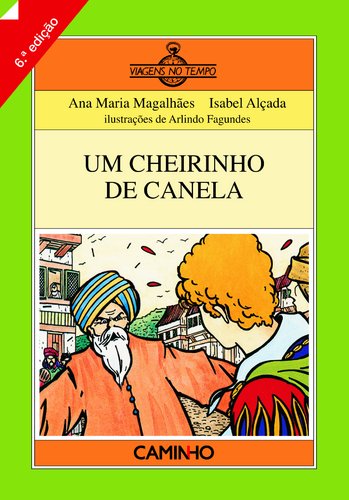 6.ª edição
VIAGENS NO TEMPO
Ana Maria Magalhães Isabel Alçada
ilustrações de Arlindo Fagundes
UM CHEIRINHO
DE CANELA
CAMINHO